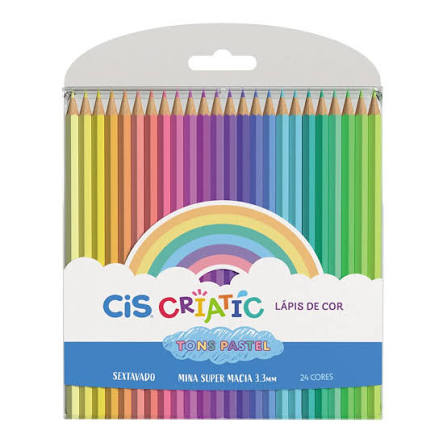 CiS CRIATIC LÁPIS DE COR
TONS PASTEL
SEXTAVADO MINA SUPER MACIA 3.3MM 24 CORES